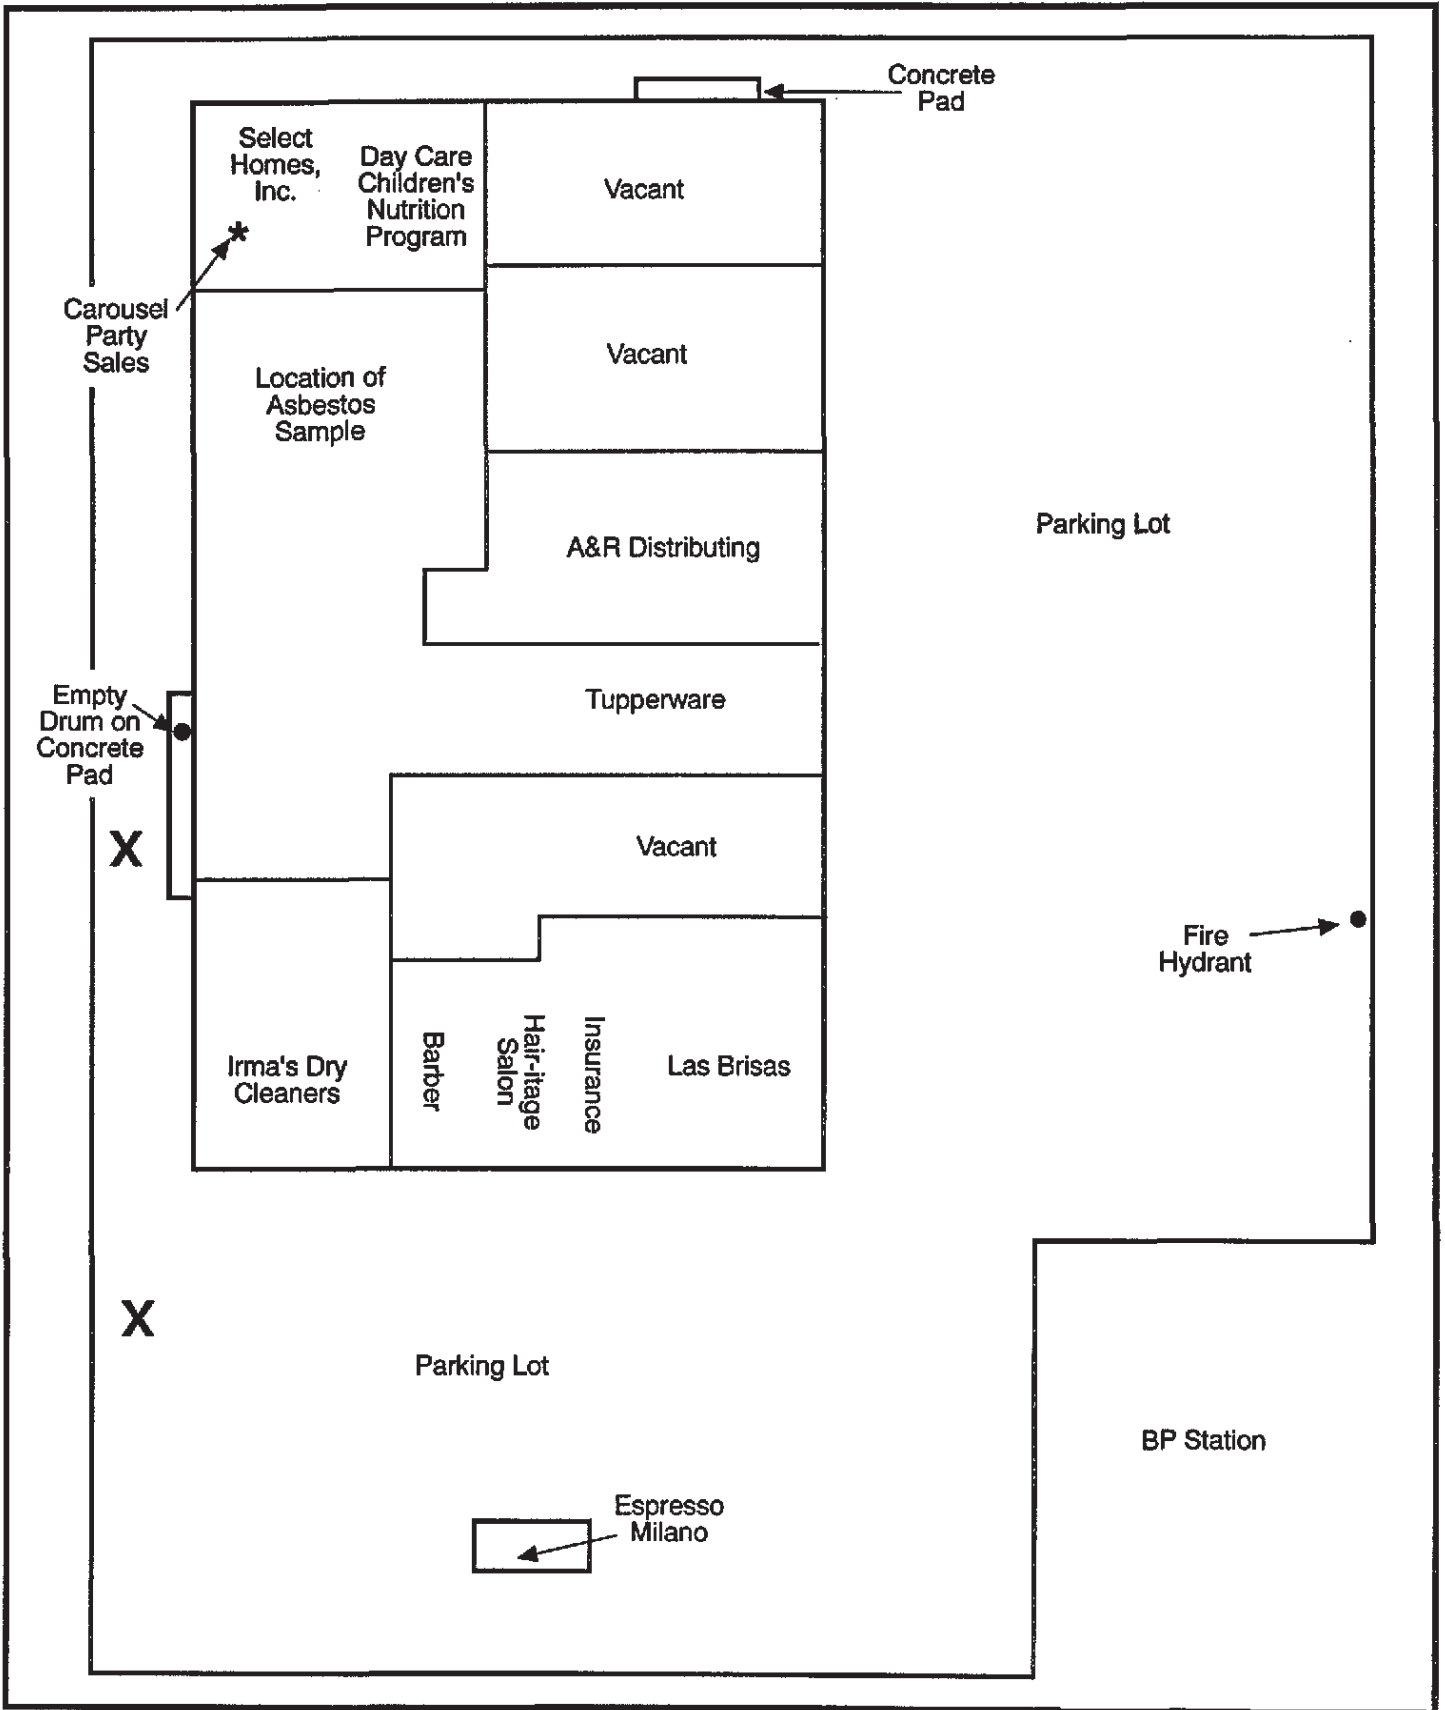 Concrete
Pad
Select
Homes,
Inc.
*
Day Care
Children's
Nutrition
Program
Vacant
Carousel
Party
Sales
Vacant
Location of
Asbestos
Sample
A&R Distributing
Parking Lot
Empty
Drum on
Concrete
Pad
Tupperware
X
Vacant
Fire
Hydrant
Irma's Dry
Cleaners
Barber
Hair-itage
Salon
Insurance
Las Brisas
X
Parking Lot
BP Station
Espresso
Milano